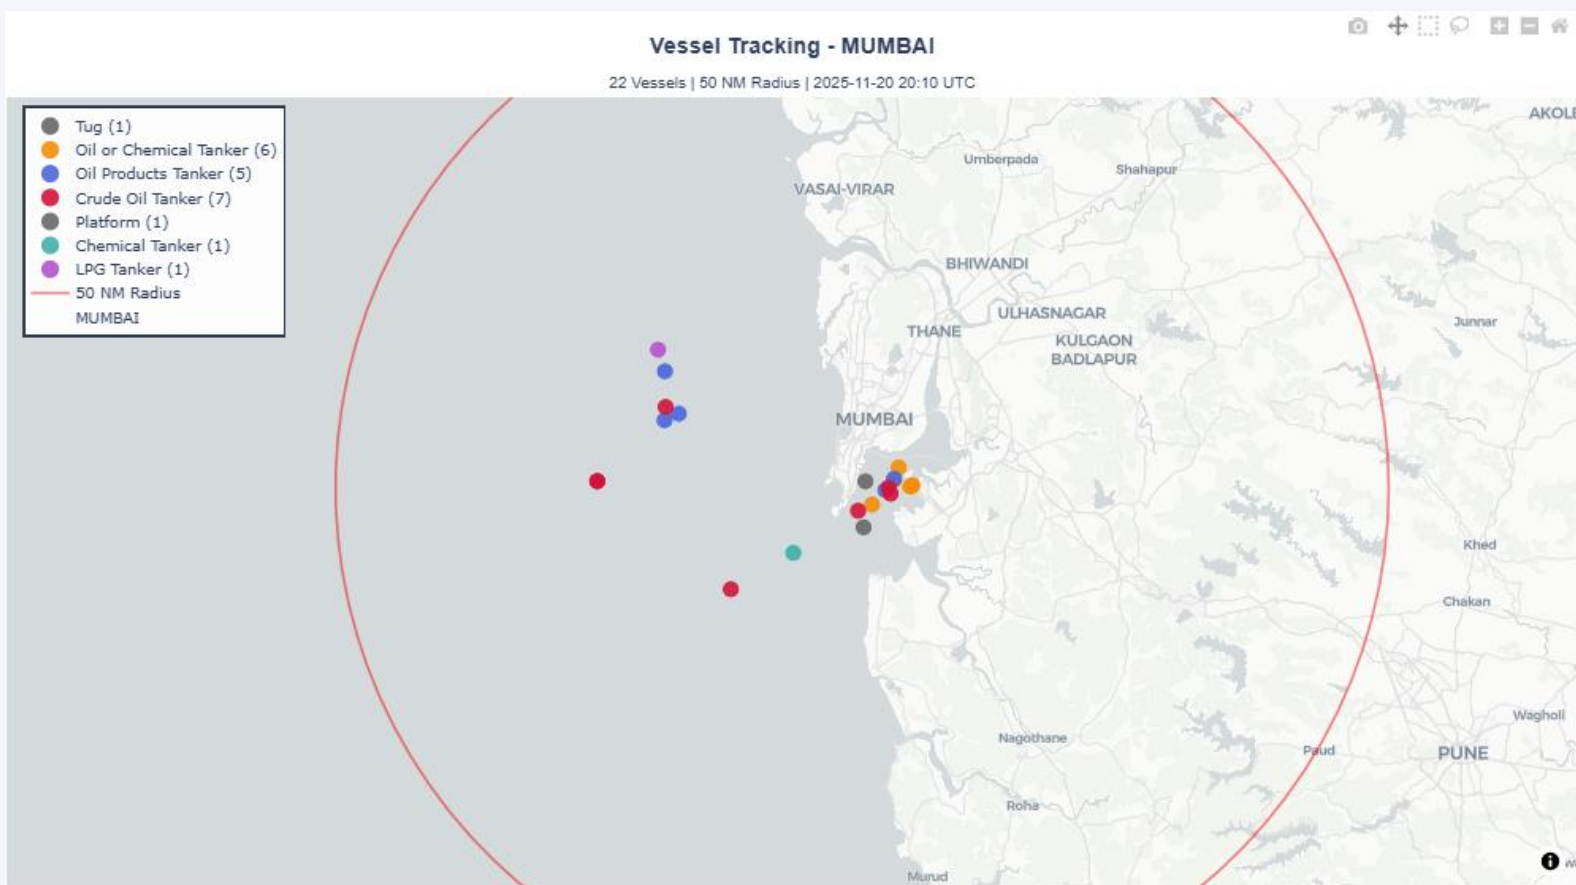 Vessel Tracking - MUMBAI
22 Vessels | 50 NM Radius | 2025-11-20 20:10 UTC
Tug (1)
Oil or Chemical Tanker (6)
Oil Products Tanker (5)
Crude Oil Tanker (7)
Platform (1)
Chemical Tanker (1)
LPG Tanker (1)
50 NM Radius
MUMBAI
Umberpada
Shahapur
VASAI-VIRAR
BHIWANDI
ULHASNAGAR
THANE
KULGAON
BADLAPUR
Junnar
MUMBAI
Khed
Chakan
Wagholi
Nagothane
Paud
PUNE
Roha
Murud